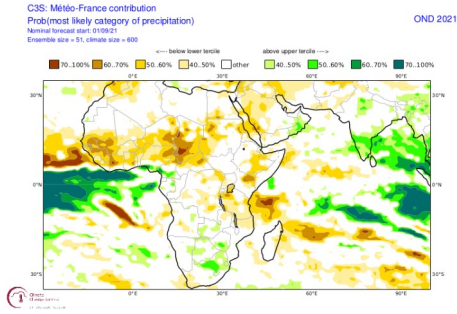 C3S: Météo-France contribution
Prob(most likely category of precipitation)
OND 2021
Nominal forecast start: 01/09/21
Ensemble size = 51, climate size = 600
<---- below lower tercile
above upper tercile ---->
70..100% 60..70% 50..60% 40..50% other 40..50% 50..60% 60..70% 70..100%
0°E 30°E 60°E 90°E
30°N 30°N
0°N 0°N
30°S 30°S
0°E 30°E 60°E 90°E